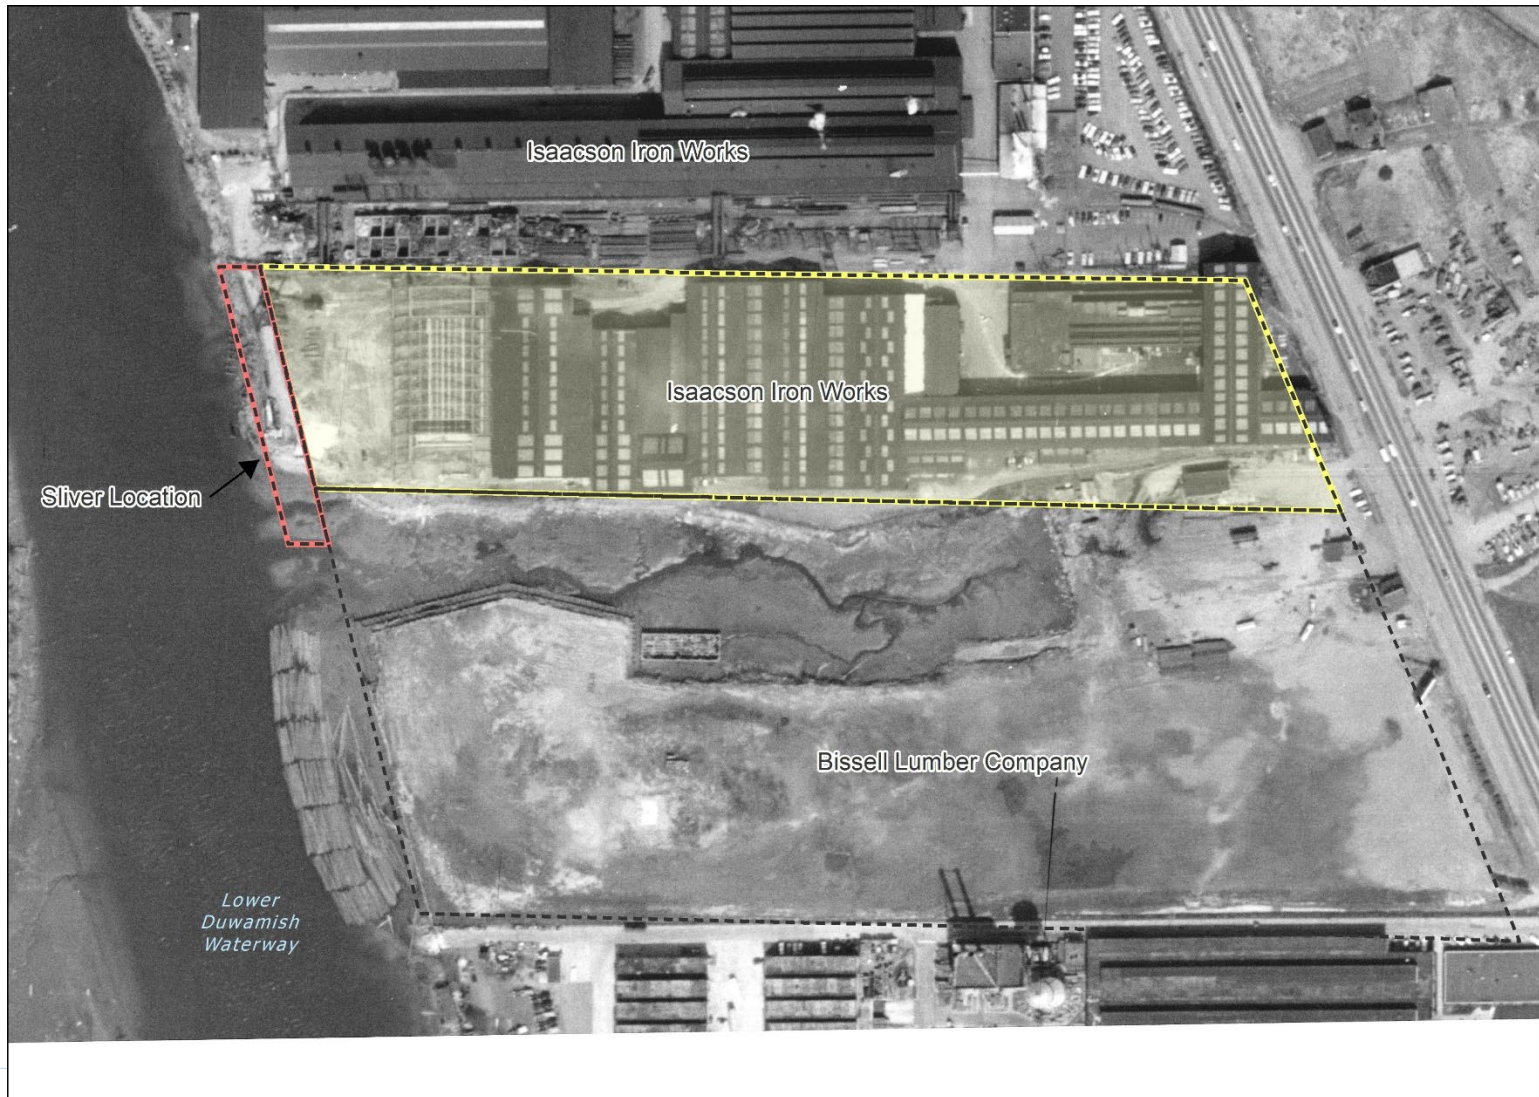 Isaacson Iron Works
Isaacson Iron Works
Sliver Location
Bissell Lumber Company
Lower
Duwamish
Waterway